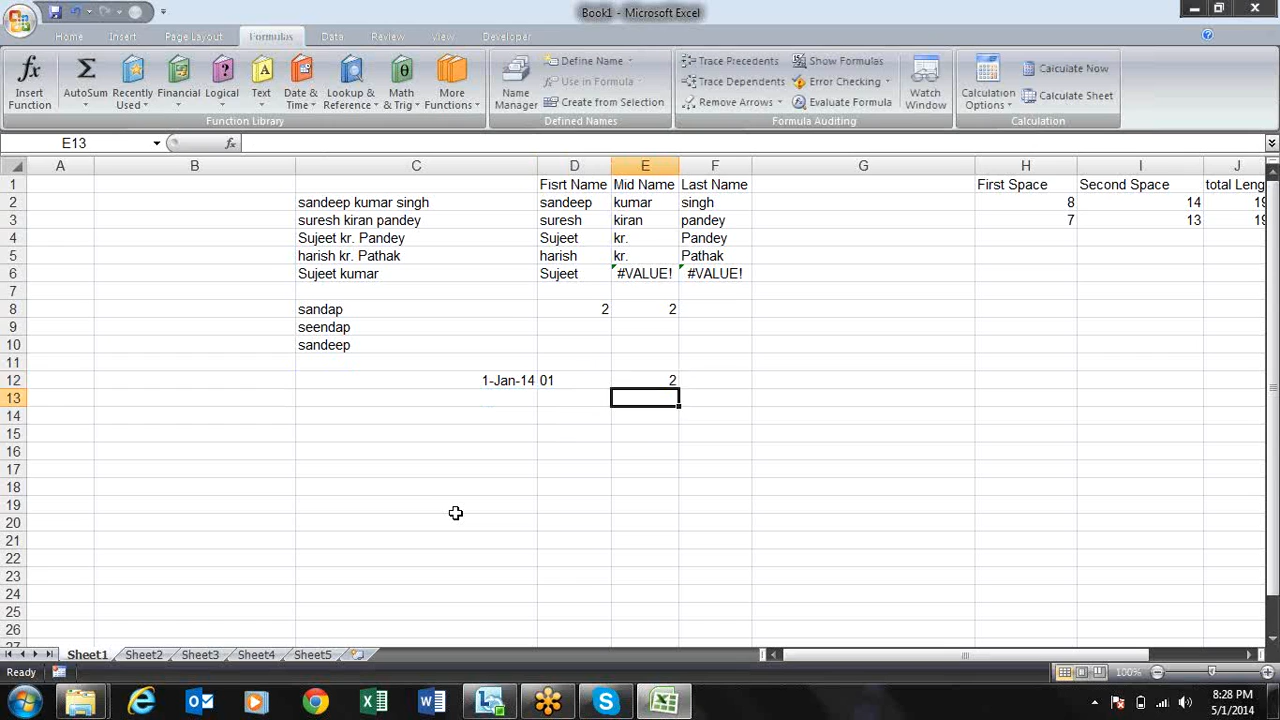 Book1 - Microsoft Excel
Home Insert Page Layout Formulas Data Review View Developer
Insert Function
AutoSum
Recently Used
Financial
Logical
Text
Date & Time
Lookup & Reference
Math & Trig
More Functions
Function Library
Name Manager
Define Name
Use in Formula
Create from Selection
Defined Names
Trace Precedents
Trace Dependents
Remove Arrows
Show Formulas
Error Checking
Evaluate Formula
Watch Window
Formula Auditing
Calculation Options
Calculate Now
Calculate Sheet
Calculation
E13 fx
A B C D E F G H I J
1 Fisrt Name Mid Name Last Name First Space Second Space total Leng
2 sandeep kumar singh sandeep kumar singh 8 14 19
3 suresh kiran pandey suresh kiran pandey 7 13 19
4 Sujeet kr. Pandey Sujeet kr. Pandey
5 harish kr. Pathak harish kr. Pathak
6 Sujeet kumar Sujeet #VALUE! #VALUE!
7
8 sandap 2 2
9 seendap
10 sandeep
11
12 1-Jan-14 01 2
13
14
15
16
17
18
19
20
21
22
23
24
25
26
27
Sheet1 Sheet2 Sheet3 Sheet4 Sheet5
Ready 100%
8:28 PM
5/1/2014